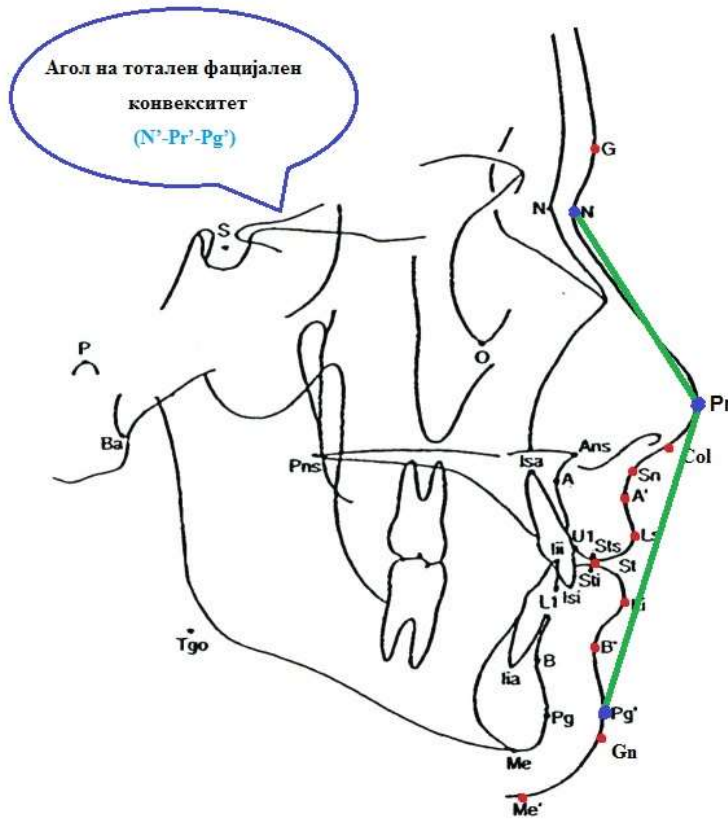 Агол на тотален фацијален
конвекситет
(N'-Pr'-Pg')
G
N
N
S
P
O
Pr
Ba
Pns
Isa
Ans
Col
Sn
A
A'
U1
Sts
Ls
Iii
St
Sti
Isi
L1
Tgo
B'
B
Iia
Pg
Pg'
Gn
Me
Me'